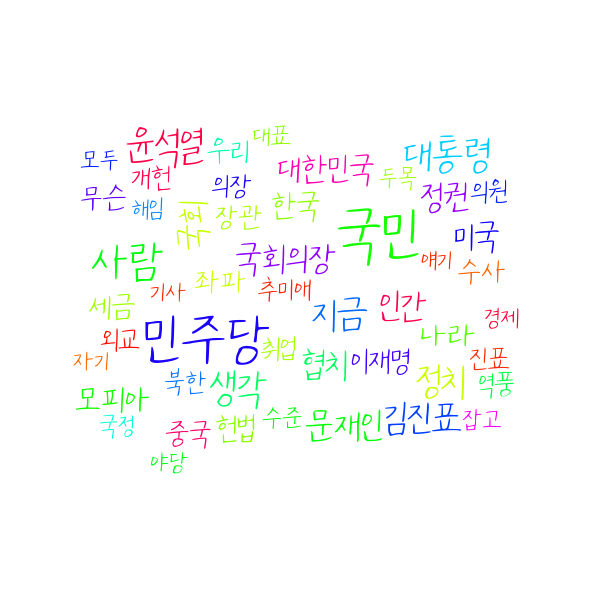 윤석열 우리 대표
모두 개헌 의장 대한민국 두목 대통령
무슨 해임 국회 장관 한국 정권 의원
사람 국회의장 국민 미국
세금 기사 좌파 추미애 얘기 수사
외교 민주당 지금 인간 경제
자기 취업 협치 이재명 나라 진표
모피아 북한 생각 정치 역풍
국정 중국 헌법 수준 문재인 김진표 잡고
야당